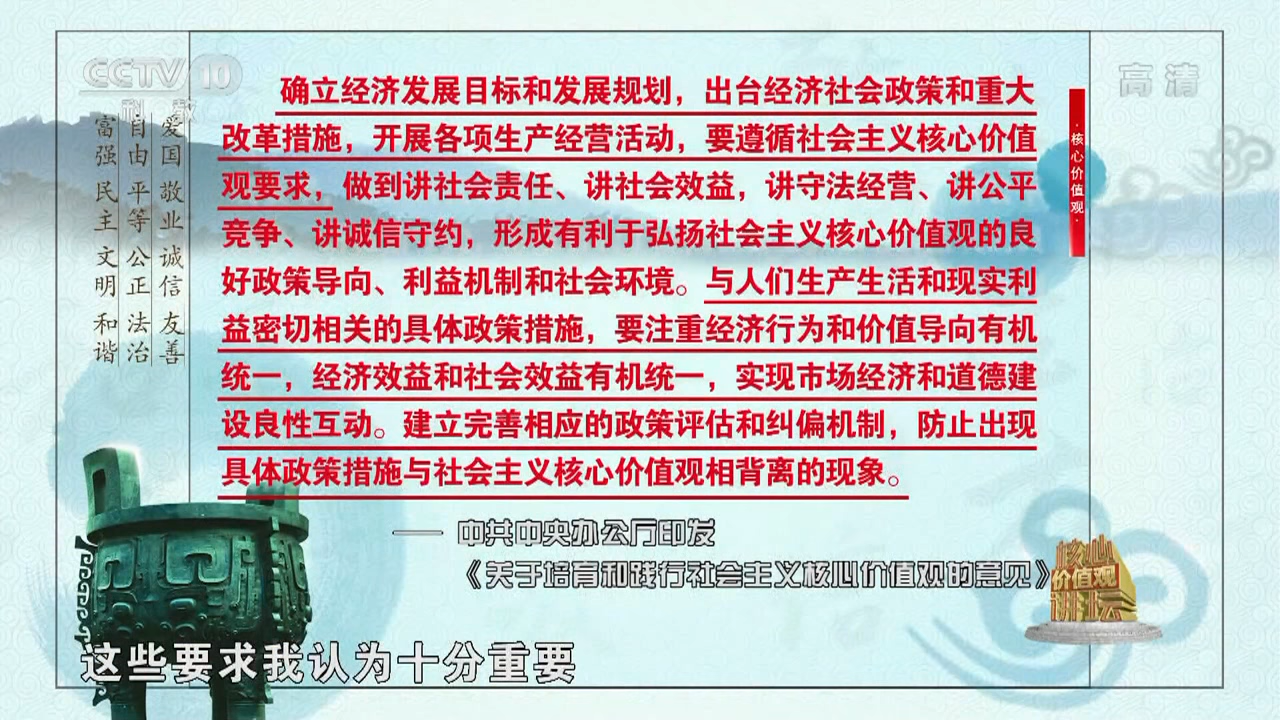 CCTV 10
科教
高清
富强 民主 文明 和谐
自由 平等 公正 法治
爱国 敬业 诚信 友善
确立经济发展目标和发展规划，出台经济社会政策和重大
改革措施，开展各项生产经营活动，要遵循社会主义核心价值
观要求，做到讲社会责任、讲社会效益，讲守法经营、讲公平
竞争、讲诚信守约，形成有利于弘扬社会主义核心价值观的良
好政策导向、利益机制和社会环境。与人们生产生活和现实利
益密切相关的具体政策措施，要注重经济行为和价值导向有机
统一，经济效益和社会效益有机统一，实现市场经济和道德建
设良性互动。建立完善相应的政策评估和纠偏机制，防止出现
具体政策措施与社会主义核心价值观相背离的现象。
—— 中共中央办公厅印发
《关于培育和践行社会主义核心价值观的意见》
·核心价值观·
核心
价值观
讲坛
这些要求我认为十分重要